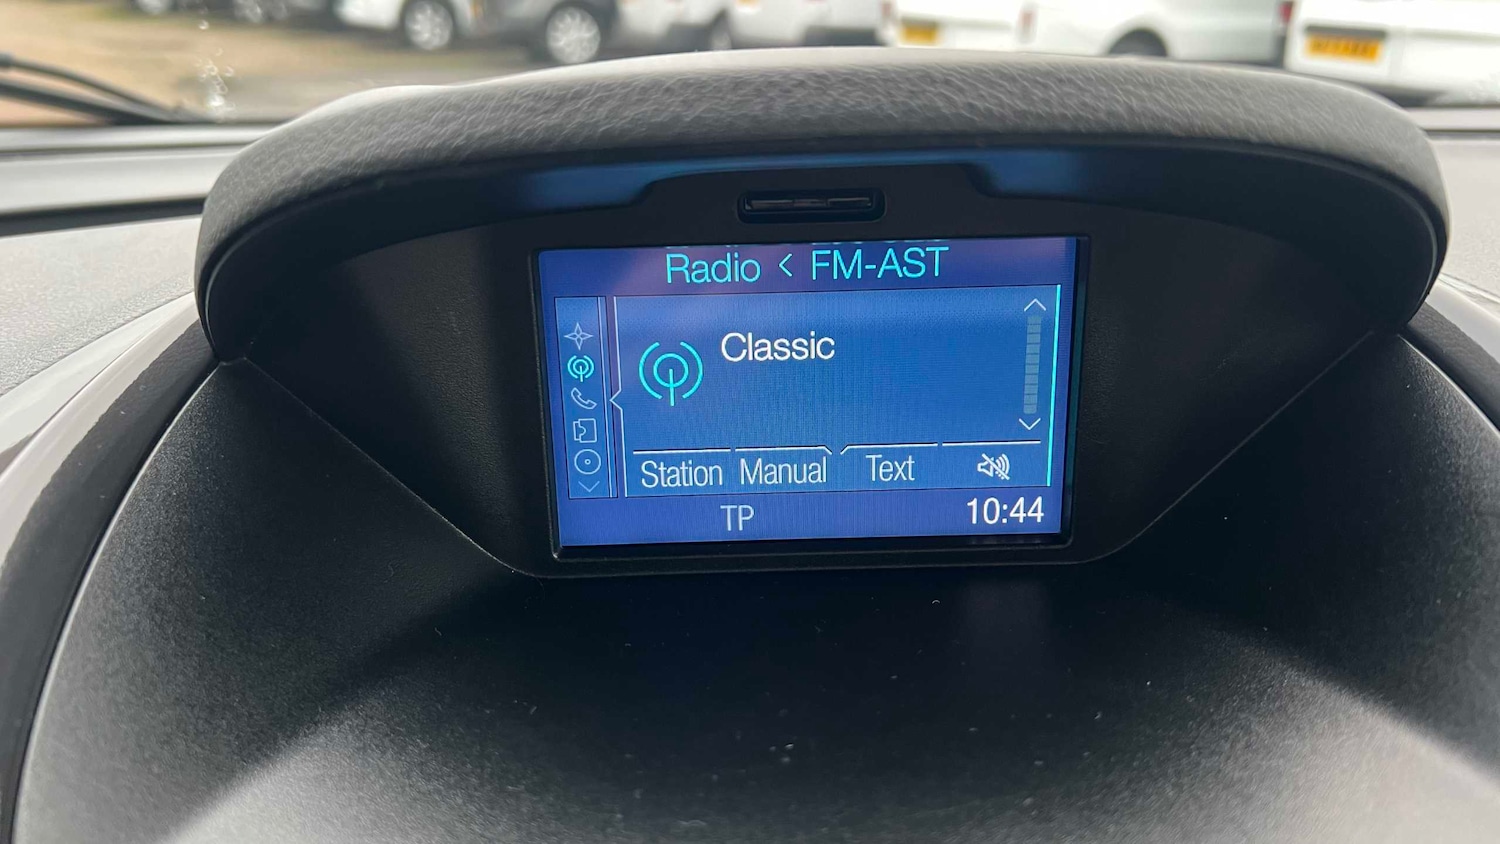 Radio < FM-AST
Classic
Station Manual Text
TP 10:44